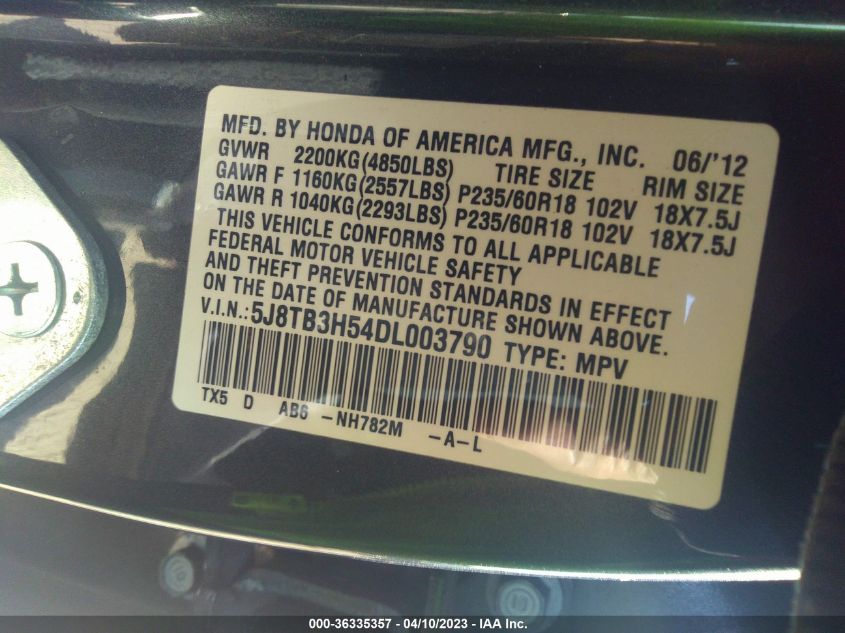 MFD. BY HONDA OF AMERICA MFG., INC. 06/'12
GVWR 2200KG(4850LBS) TIRE SIZE RIM SIZE
GAWR F 1160KG(2557LBS) P235/60R18 102V 18X7.5J
GAWR R 1040KG(2293LBS) P235/60R18 102V 18X7.5J
THIS VEHICLE CONFORMS TO ALL APPLICABLE
FEDERAL MOTOR VEHICLE SAFETY
AND THEFT PREVENTION STANDARDS IN EFFECT
ON THE DATE OF MANUFACTURE SHOWN ABOVE.
V.I.N.: 5J8TB3H54DL003790 TYPE: MPV
TX5 D AB6 -NH782M -A-L
000-36335357 - 04/10/2023 - IAA Inc.